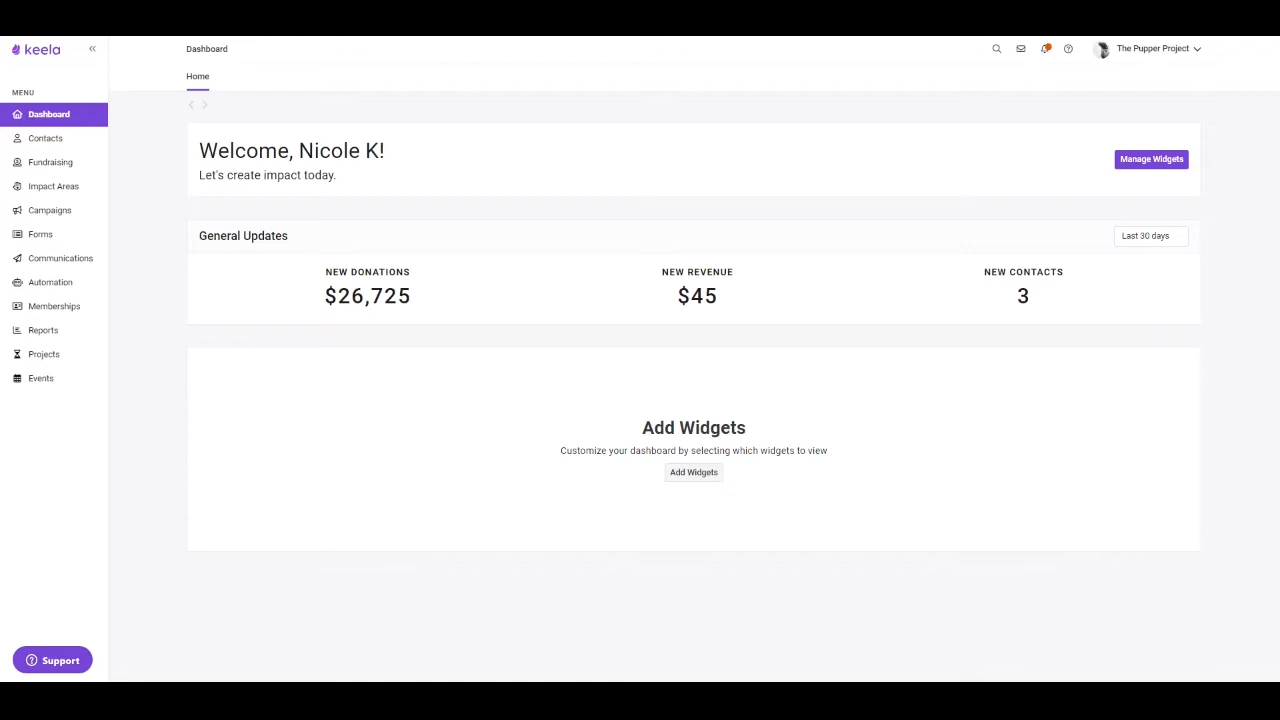 keela
Dashboard
The Pupper Project
Home
MENU
Dashboard
Contacts
Fundraising
Impact Areas
Campaigns
Forms
Communications
Automation
Memberships
Reports
Projects
Events
Support
Welcome, Nicole K!
Let's create impact today.
Manage Widgets
General Updates
Last 30 days
NEW DONATIONS
$26,725
NEW REVENUE
$45
NEW CONTACTS
3
Add Widgets
Customize your dashboard by selecting which widgets to view
Add Widgets